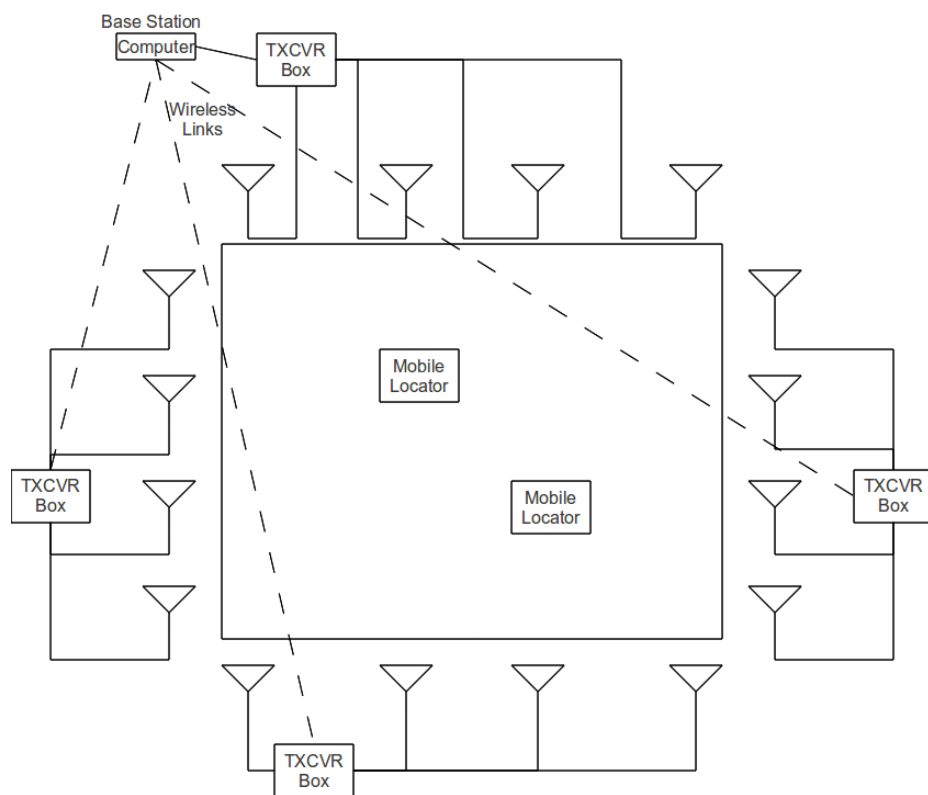 Base Station
Computer
TXCVR
Box
Wireless
Links
Mobile
Locator
TXCVR
Box
Mobile
Locator
TXCVR
Box
TXCVR
Box